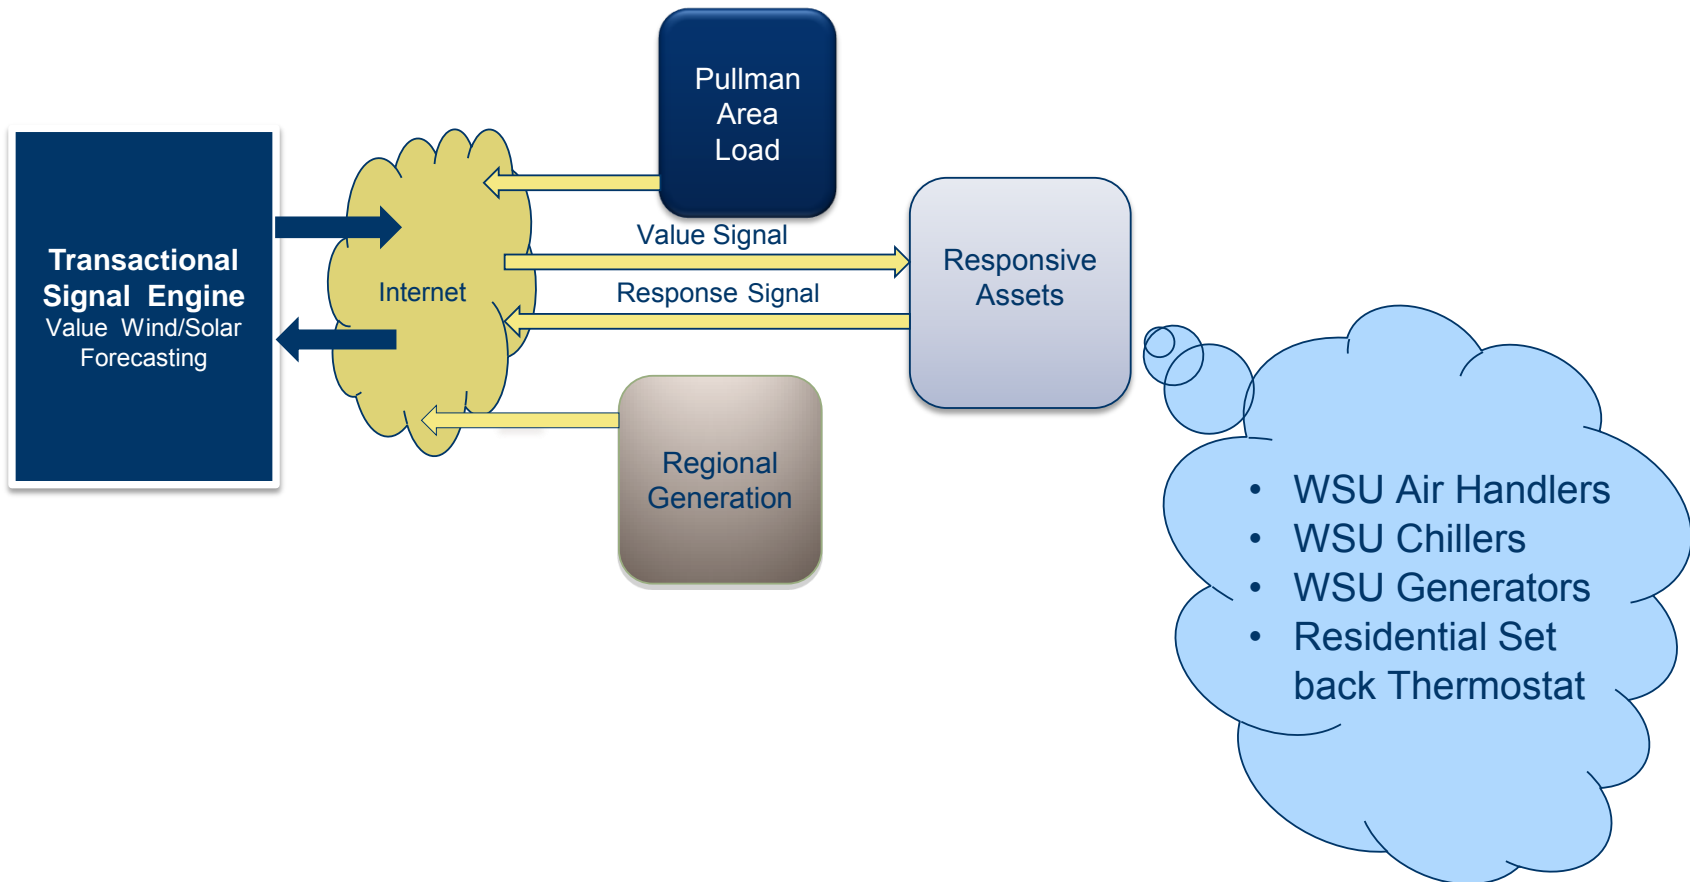 Pullman
Area
Load
Transactional
Signal Engine
Value Wind/Solar
Forecasting
Internet
Value Signal
Response Signal
Responsive
Assets
Regional
Generation
• WSU Air Handlers
• WSU Chillers
• WSU Generators
• Residential Set
back Thermostat